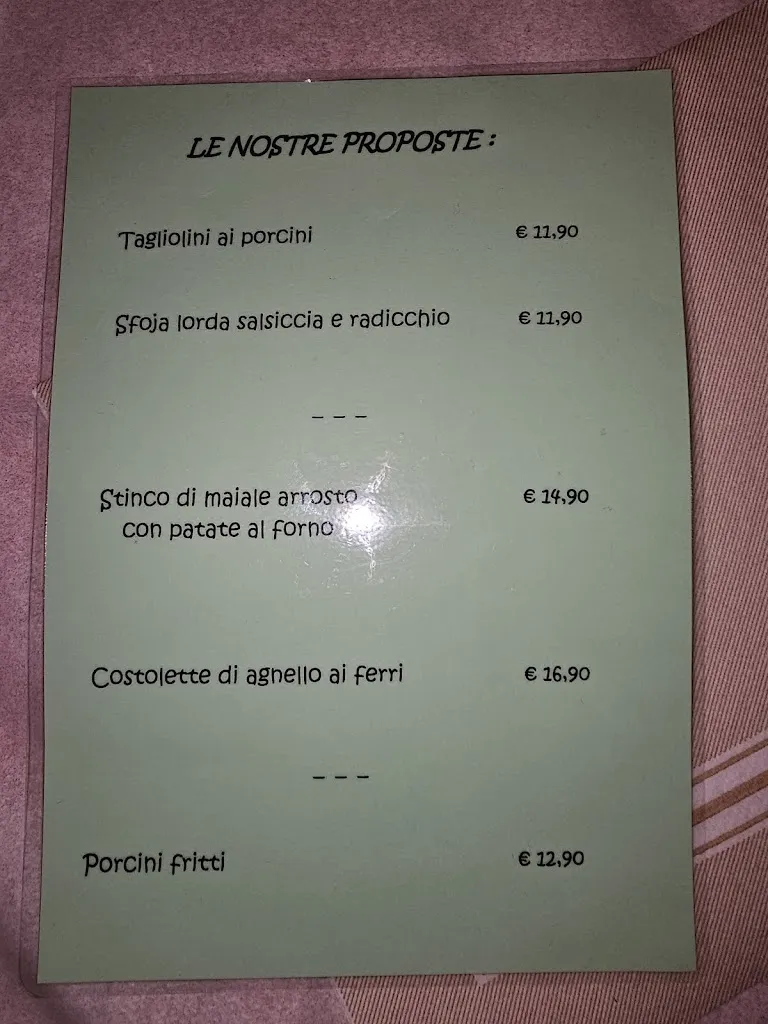 LE NOSTRE PROPOSTE :
Tagliolini ai porcini € 11,90
Sfoja lorda salsiccia e radicchio € 11,90
- - -
Stinco di maiale arrosto € 14,90
con patate al forno
Costolette di agnello ai ferri € 16,90
- - -
Porcini fritti € 12,90